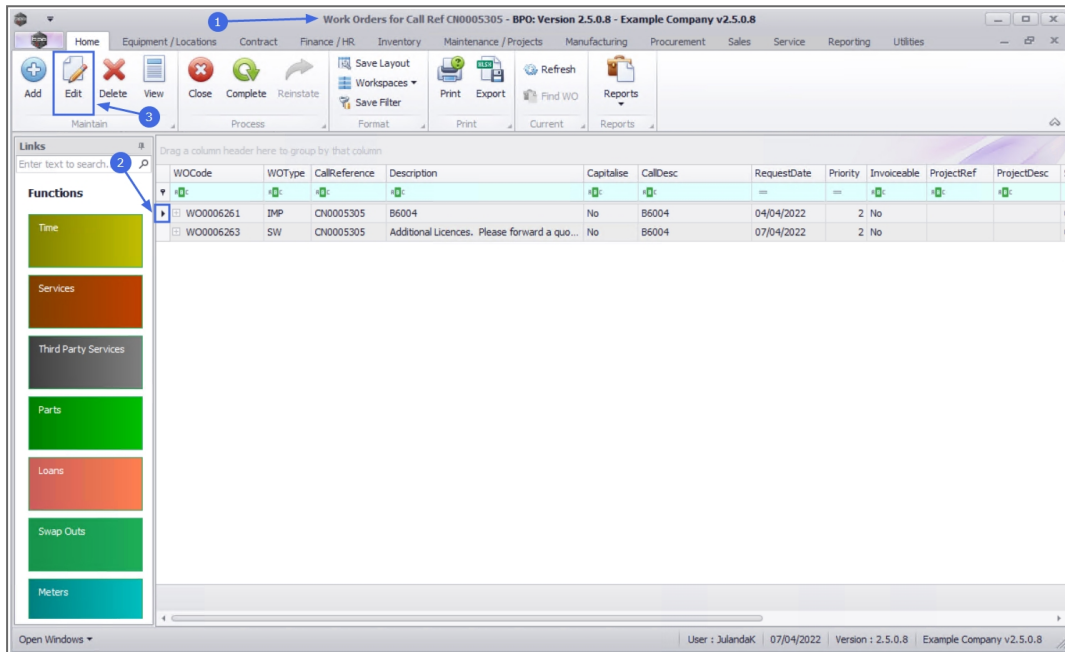 1
Work Orders for Call Ref CN0005305 - BPO: Version 2.5.0.8 - Example Company v2.5.0.8
Home Equipment / Locations Contract Finance / HR Inventory Maintenance / Projects Manufacturing Procurement Sales Service Reporting Utilities
Add Edit Delete View Close Complete Reinstate Save Layout Workspaces Save Filter Print Export Refresh Find WO Reports
3
Maintain Process Format Print Current Reports
Links
Drag a column header here to group by that column
Enter text to search.
2
WOCode WOType CallReference Description Capitalise CallDesc RequestDate Priority Invoiceable ProjectRef ProjectDesc
Functions
WO0006261 IMP CN0005305 B6004 No B6004 04/04/2022 2 No
WO0006263 SW CN0005305 Additional Licences. Please forward a quo... No B6004 07/04/2022 2 No
Time
Services
Third Party Services
Parts
Loans
Swap Outs
Meters
Open Windows User : JulandaK 07/04/2022 Version : 2.5.0.8 Example Company v2.5.0.8